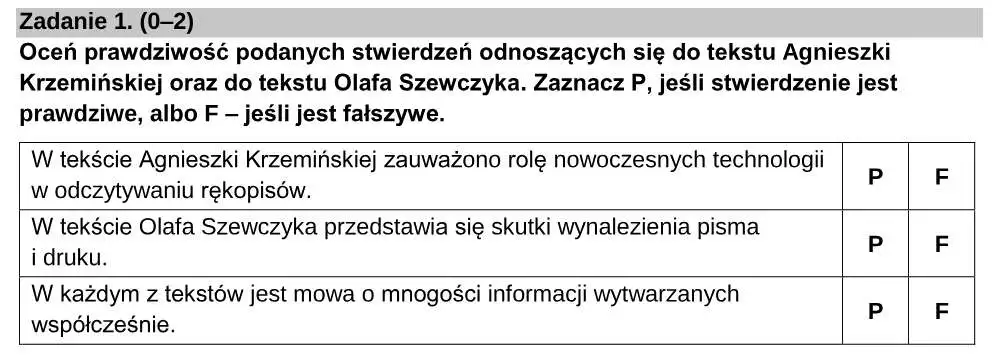 Zadanie 1. (0–2)
Oceń prawdziwość podanych stwierdzeń odnoszących się do tekstu Agnieszki
Krzemińskiej oraz do tekstu Olafa Szewczyka. Zaznacz P, jeśli stwierdzenie jest
prawdziwe, albo F – jeśli jest fałszywe.
W tekście Agnieszki Krzemińskiej zauważono rolę nowoczesnych technologii
w odczytywaniu rękopisów.
P F
W tekście Olafa Szewczyka przedstawia się skutki wynalezienia pisma
i druku.
P F
W każdym z tekstów jest mowa o mnogości informacji wytwarzanych
współcześnie.
P F